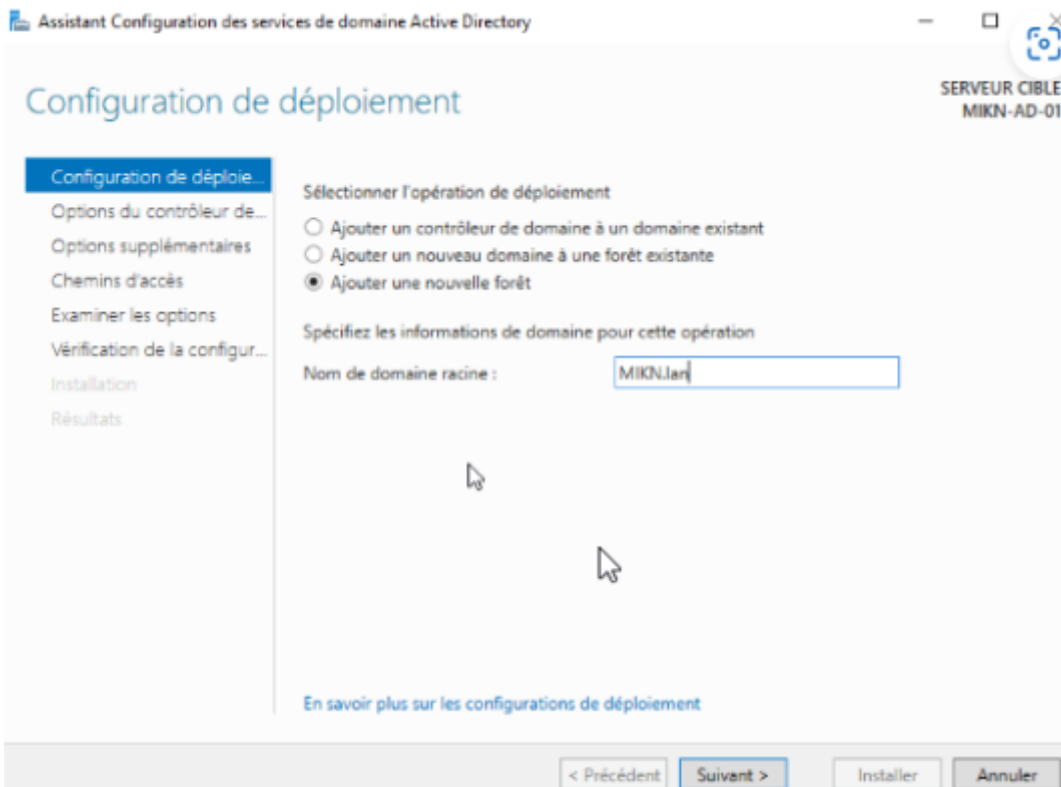 Assistant Configuration des services de domaine Active Directory
Configuration de déploiement
SERVEUR CIBLE
MIKN-AD-01
Configuration de déploie...
Options du contrôleur de...
Options supplémentaires
Chemins d'accès
Examiner les options
Vérification de la configur...
Installation
Résultats
Sélectionner l'opération de déploiement
Ajouter un contrôleur de domaine à un domaine existant
Ajouter un nouveau domaine à une forêt existante
Ajouter une nouvelle forêt
Spécifiez les informations de domaine pour cette opération
Nom de domaine racine : MIKN.lan
En savoir plus sur les configurations de déploiement
< Précédent Suivant > Installer Annuler